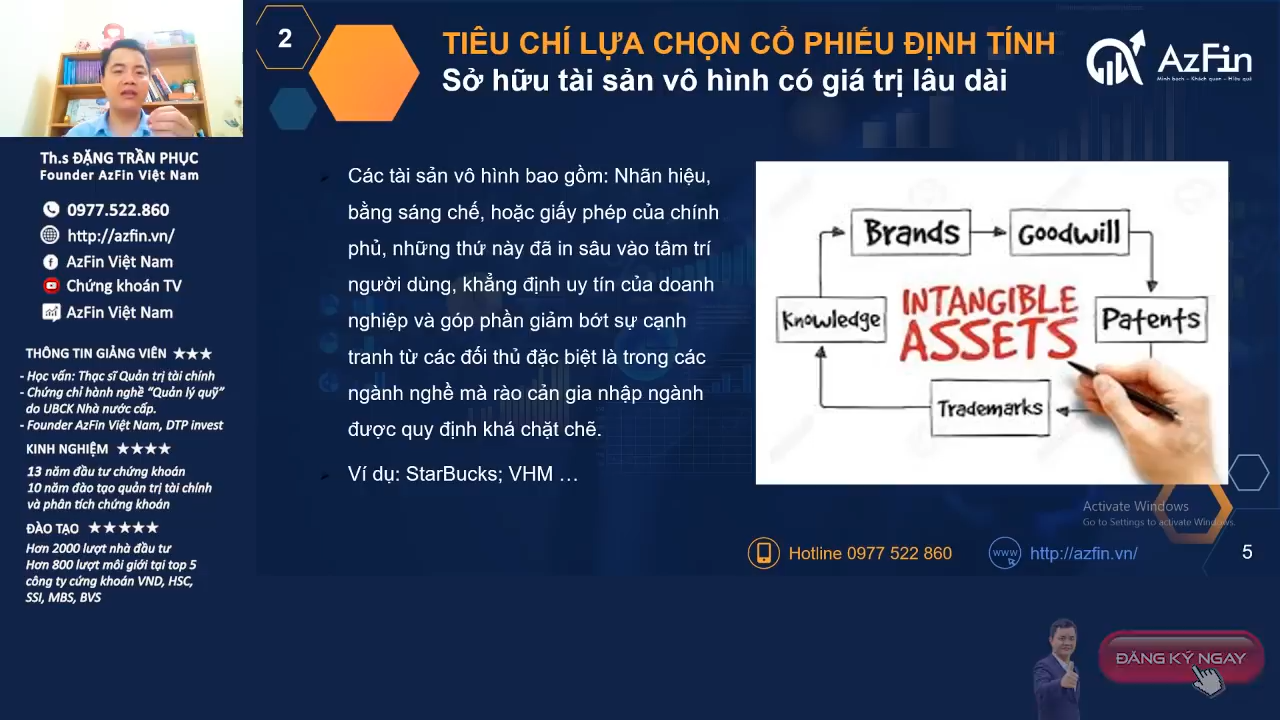 Th.s ĐẶNG TRẦN PHỤC
Founder AzFin Việt Nam
0977.522.860
http://azfin.vn/
AzFin Việt Nam
Chứng khoán TV
AzFin Việt Nam
THÔNG TIN GIẢNG VIÊN ★★★
- Học vấn: Thạc sĩ Quản trị tài chính
- Chứng chỉ hành nghề “Quản lý quỹ”
do UBCK Nhà nước cấp.
- Founder AzFin Việt Nam, DTP invest
KINH NGHIỆM ★★★★
13 năm đầu tư chứng khoán
10 năm đào tạo quản trị tài chính
và phân tích chứng khoán
ĐÀO TẠO ★★★★★
Hơn 2000 lượt nhà đầu tư
Hơn 800 lượt môi giới tại top 5
công ty cứng khoán VND, HSC,
SSI, MBS, BVS
2
TIÊU CHÍ LỰA CHỌN CỔ PHIẾU ĐỊNH TÍNH
Sở hữu tài sản vô hình có giá trị lâu dài
AzFin
Minh bạch - Khách quan - Hiệu quả
Các tài sản vô hình bao gồm: Nhãn hiệu,
bằng sáng chế, hoặc giấy phép của chính
phủ, những thứ này đã in sâu vào tâm trí
người dùng, khẳng định uy tín của doanh
nghiệp và góp phần giảm bớt sự cạnh
tranh từ các đối thủ đặc biệt là trong các
ngành nghề mà rào cản gia nhập ngành
được quy định khá chặt chẽ.
Ví dụ: StarBucks; VHM …
Brands
Goodwill
Knowledge
INTANGIBLE
ASSETS
Patents
Trademarks
Activate Windows
Go to Settings to activate Windows.
Hotline 0977 522 860
www
http://azfin.vn/
5
ĐĂNG KÝ NGAY